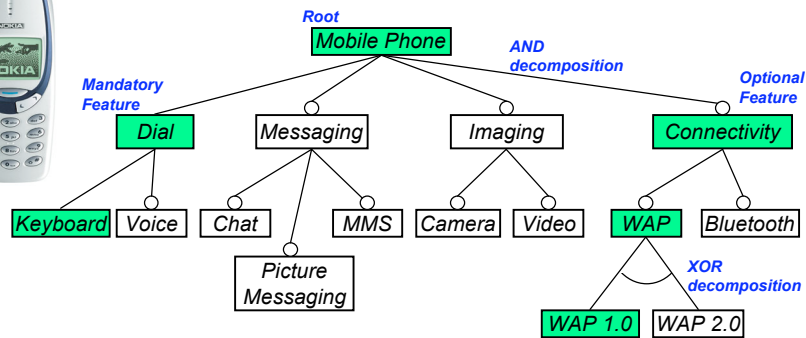 Root
Mobile Phone
AND
decomposition
NOKIA
Mandatory
Feature
Optional
Feature
Dial
Messaging
Imaging
Connectivity
Keyboard
Voice
Chat
MMS
Camera
Video
WAP
Bluetooth
Picture
Messaging
XOR
decomposition
WAP 1.0
WAP 2.0